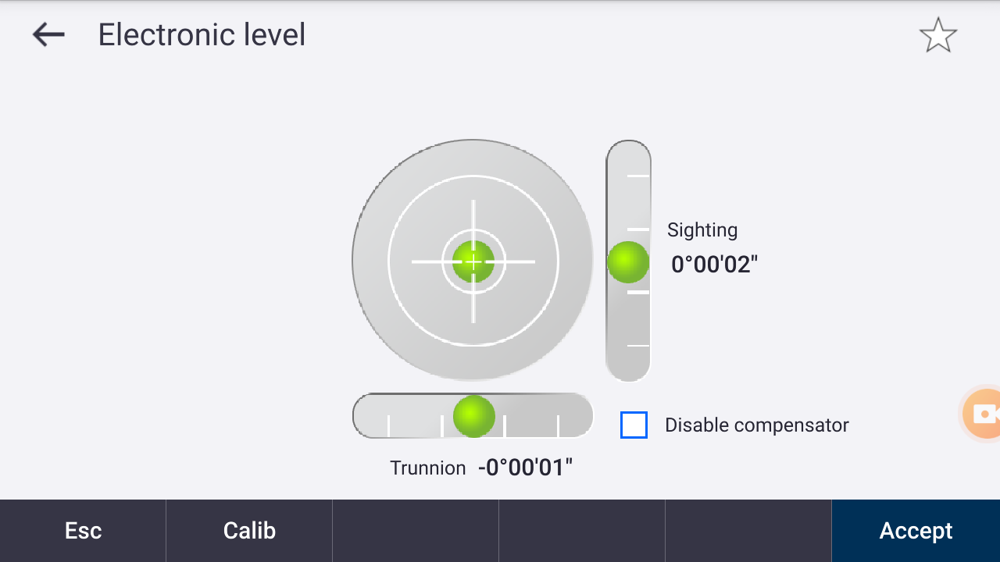 Electronic level
Sighting
0°00'02"
Disable compensator
Trunnion -0°00'01"
Esc
Calib
Accept